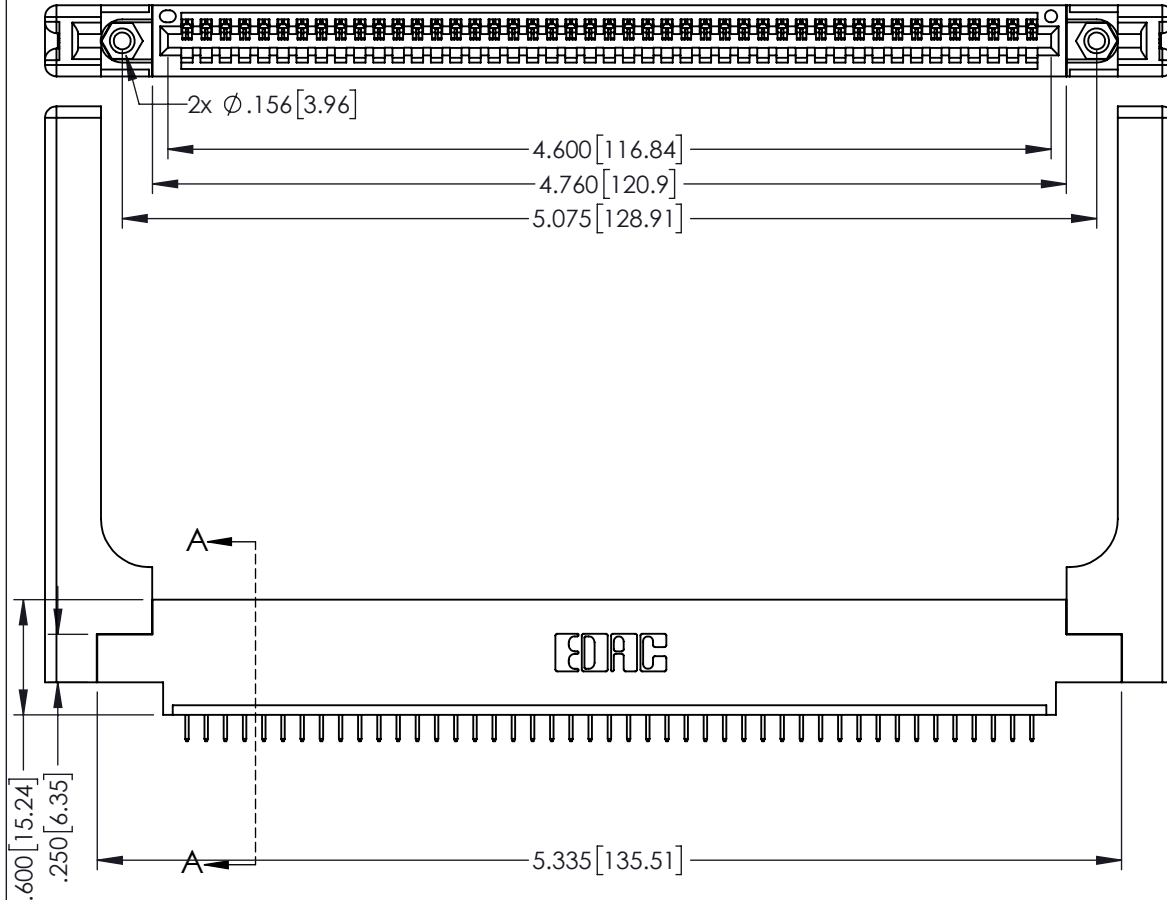 2x ∅ .156[3.96]
4.600[116.84]
4.760[120.9]
5.075[128.91]
A
EDAC
.600[15.24]
.250[6.35]
A
5.335[135.51]